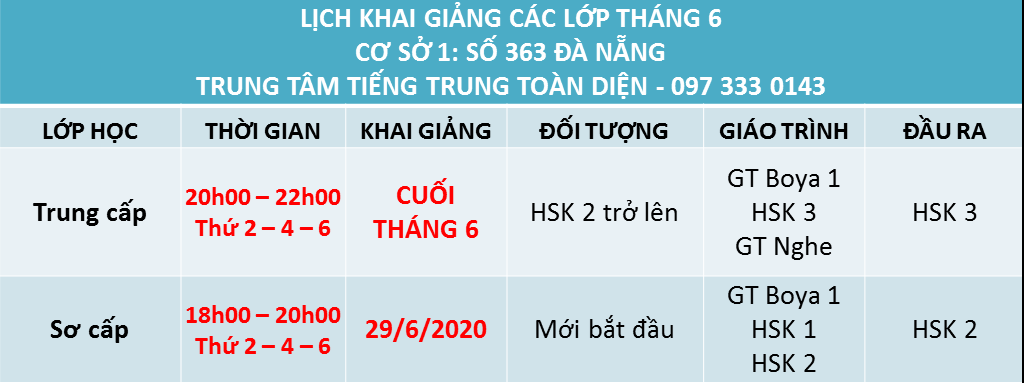 LỊCH KHAI GIẢNG CÁC LỚP THÁNG 6
CƠ SỞ 1: SỐ 363 ĐÀ NẴNG
TRUNG TÂM TIẾNG TRUNG TOÀN DIỆN - 097 333 0143
LỚP HỌC THỜI GIAN KHAI GIẢNG ĐỐI TƯỢNG GIÁO TRÌNH ĐẦU RA
Trung cấp
20h00 – 22h00
Thứ 2 – 4 – 6
CUỐI
THÁNG 6
HSK 2 trở lên
GT Boya 1
HSK 3
GT Nghe
HSK 3
Sơ cấp
18h00 – 20h00
Thứ 2 – 4 – 6
29/6/2020
Mới bắt đầu
GT Boya 1
HSK 1
HSK 2
HSK 2